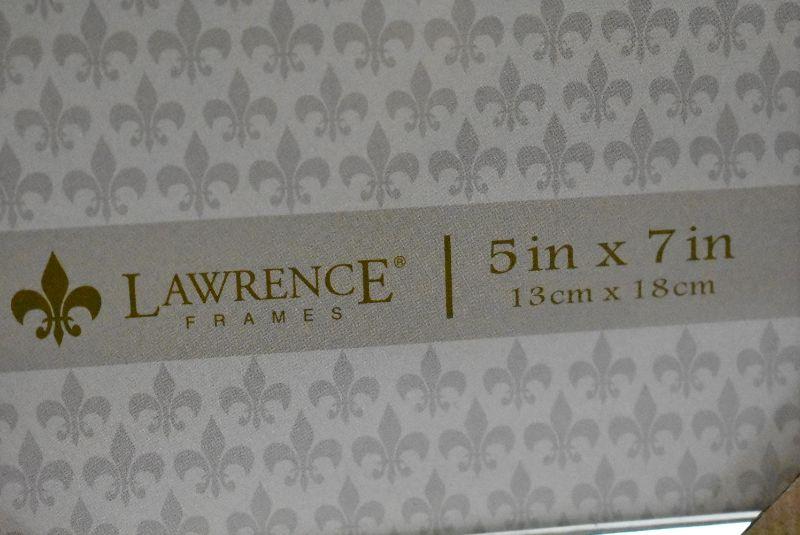 LAWRENCE®
FRAMES
5in x 7in
13cm x 18cm